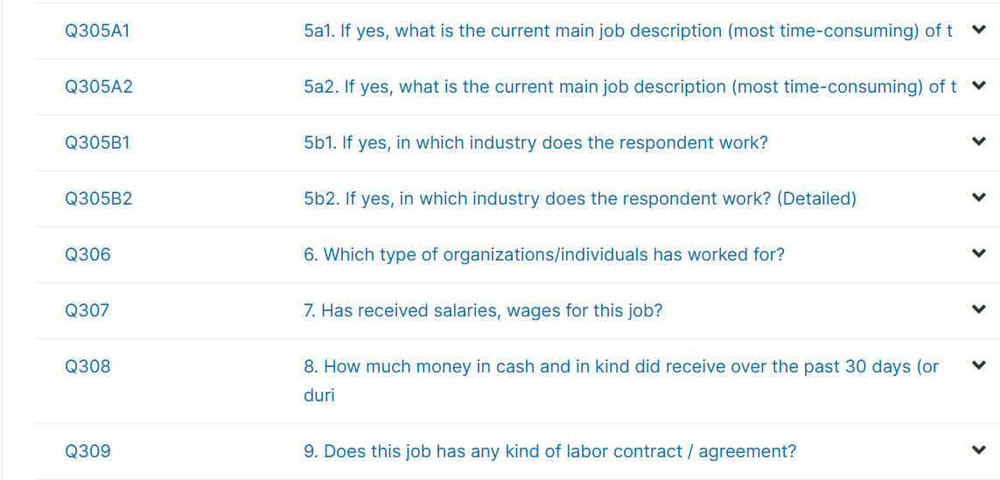 Q305A1 5a1. If yes, what is the current main job description (most time-consuming) of t
Q305A2 5a2. If yes, what is the current main job description (most time-consuming) of t
Q305B1 5b1. If yes, in which industry does the respondent work?
Q305B2 5b2. If yes, in which industry does the respondent work? (Detailed)
Q306 6. Which type of organizations/individuals has worked for?
Q307 7. Has received salaries, wages for this job?
Q308 8. How much money in cash and in kind did receive over the past 30 days (or
duri
Q309 9. Does this job has any kind of labor contract / agreement?